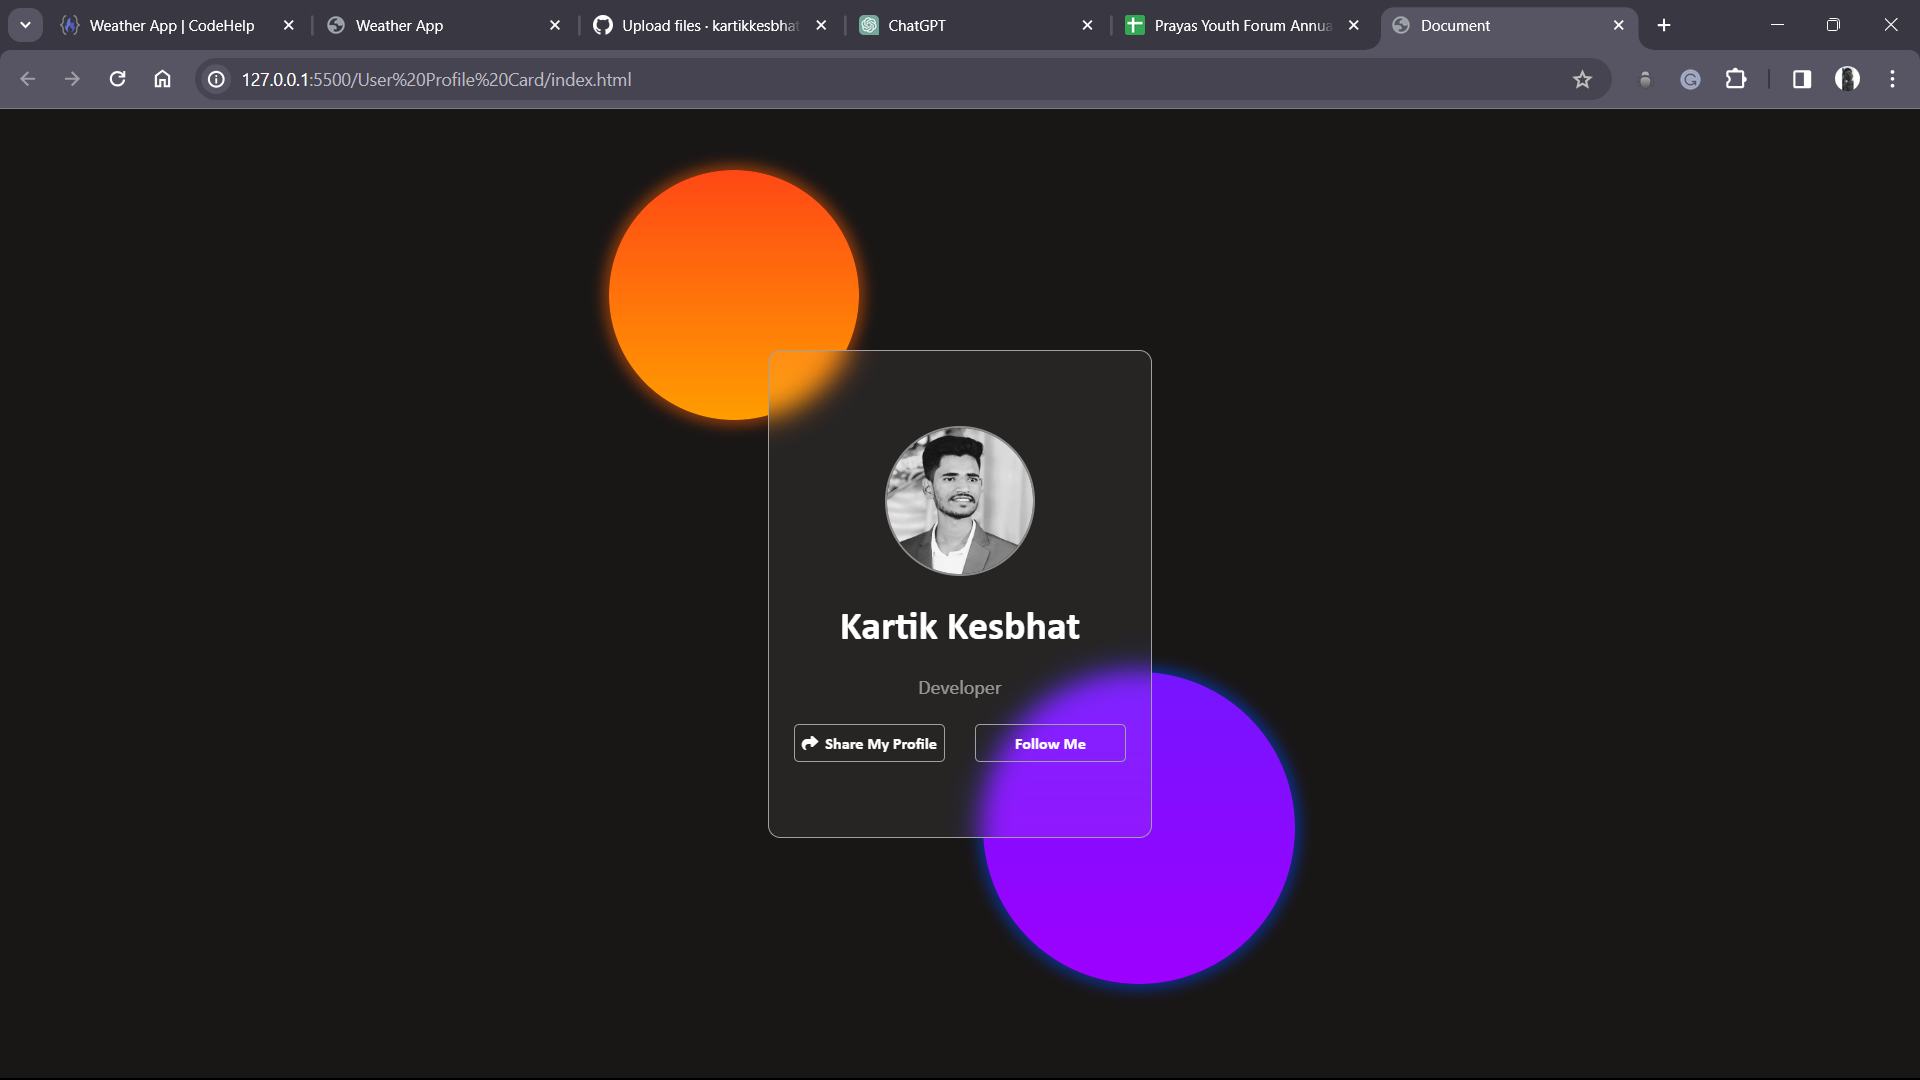 Weather App | CodeHelp
Weather App
Upload files · kartikkesbhat
ChatGPT
Prayas Youth Forum Annua
Document
127.0.0.1:5500/User%20Profile%20Card/index.html
Kartik Kesbhat
Developer
Share My Profile
Follow Me